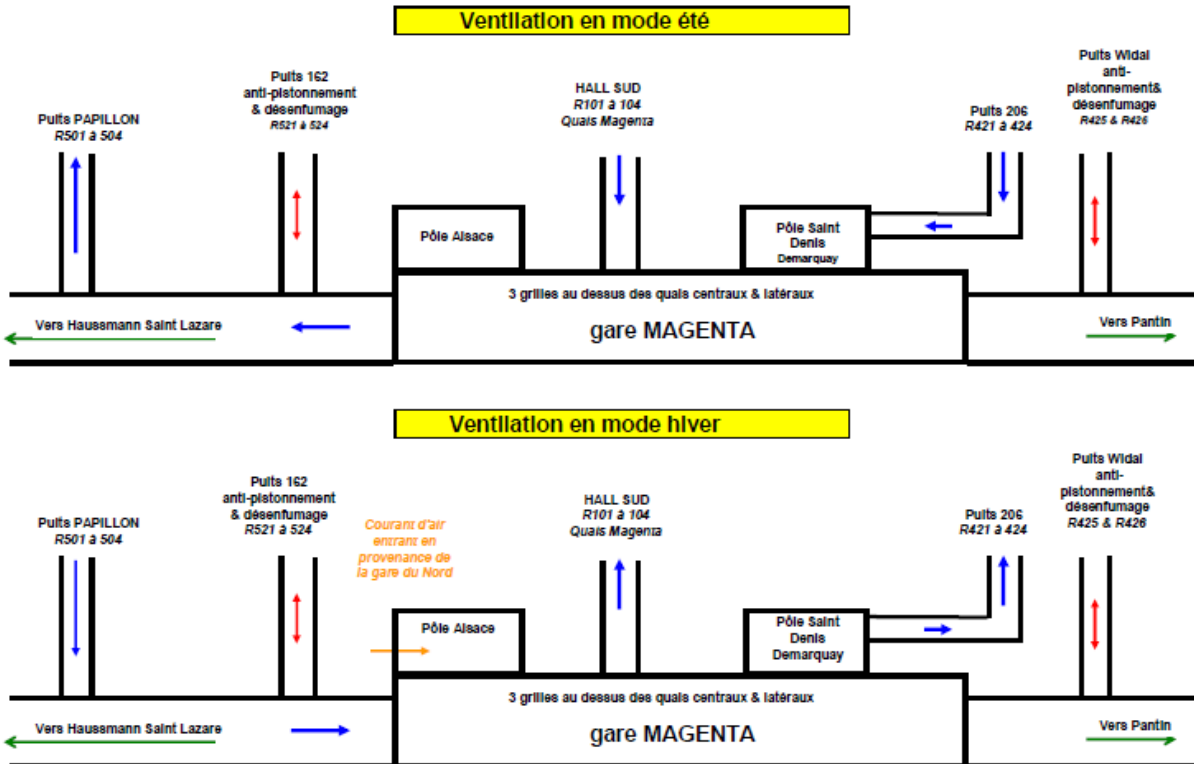 Ventilation en mode été
Puits PAPILLON
R501 à 504
Puits 162
anti-pistonnement
& désenfumage
R521 à 524
HALL SUD
R101 à 104
Quais Magenta
Puits 206
R421 à 424
Puits Widal
anti-
pistonnement&
désenfumage
R425 & R426
Pôle Alsace
Pôle Saint
Denis
Demarquay
3 grilles au dessus des quais centraux & latéraux
Vers Haussmann Saint Lazare
gare MAGENTA
Vers Pantin
Ventilation en mode hiver
Puits PAPILLON
R501 à 504
Puits 162
anti-pistonnement
& désenfumage
R521 à 524
Courant d'air
entrant en
provenance de
la gare du Nord
HALL SUD
R101 à 104
Quais Magenta
Puits 206
R421 à 424
Puits Widal
anti-
pistonnement&
désenfumage
R425 & R426
Pôle Alsace
Pôle Saint
Denis
Demarquay
3 grilles au dessus des quais centraux & latéraux
Vers Haussmann Saint Lazare
gare MAGENTA
Vers Pantin